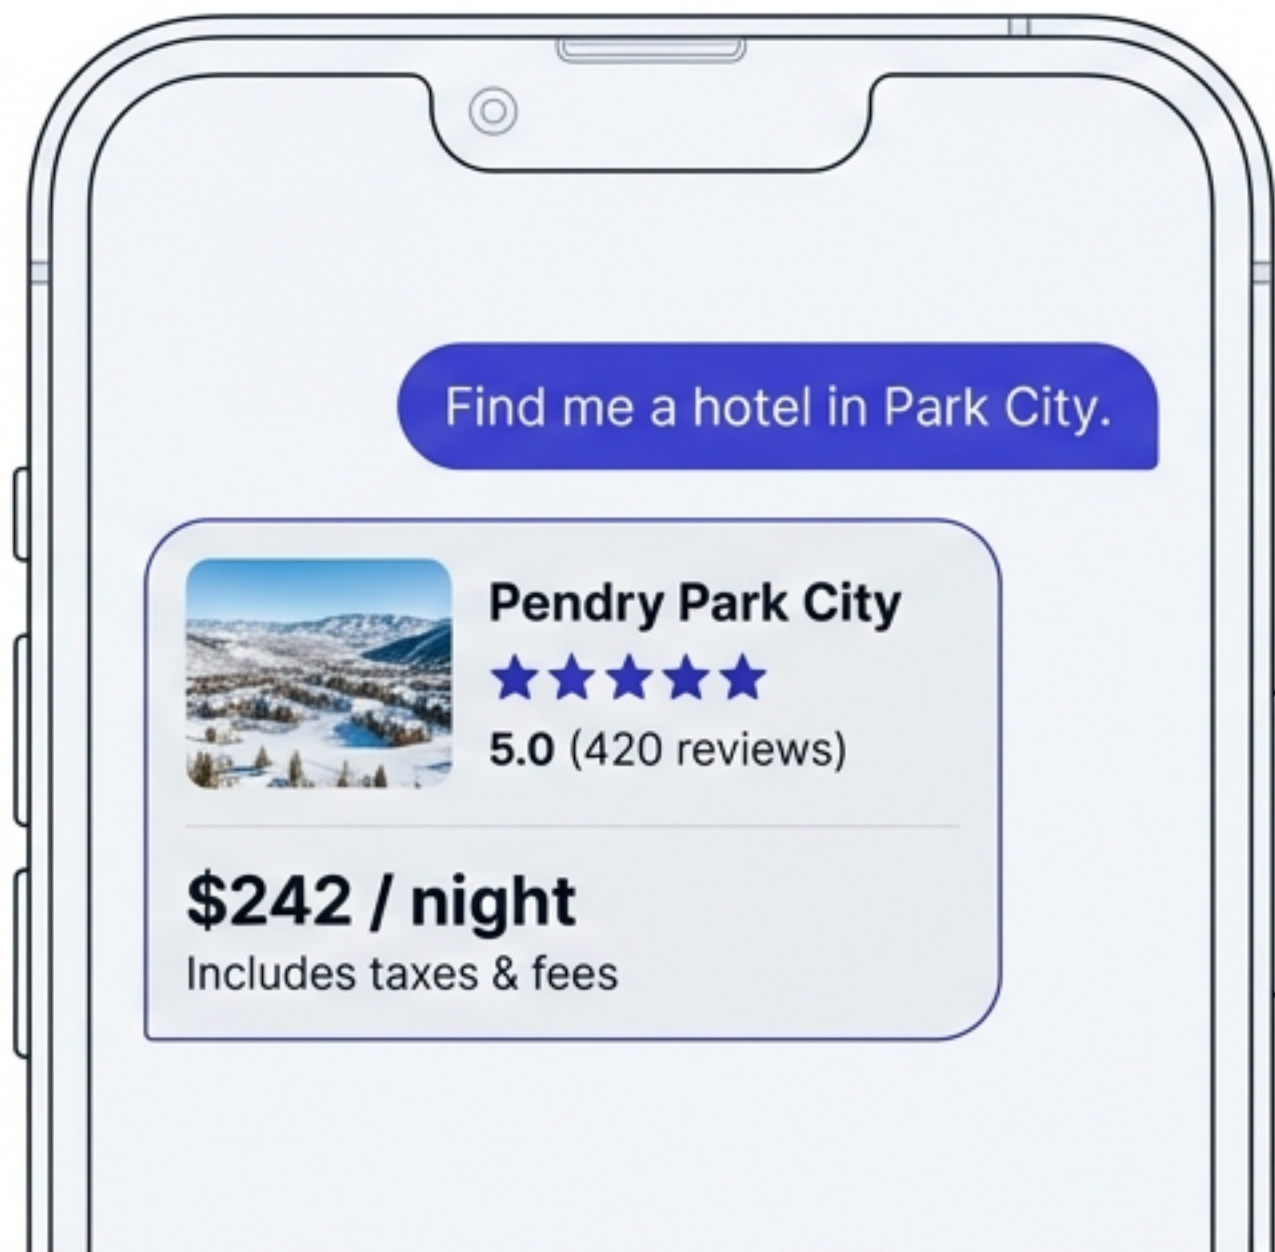 Find me a hotel in Park City.
Pendry Park City
5.0 (420 reviews)
$242 / night
Includes taxes & fees